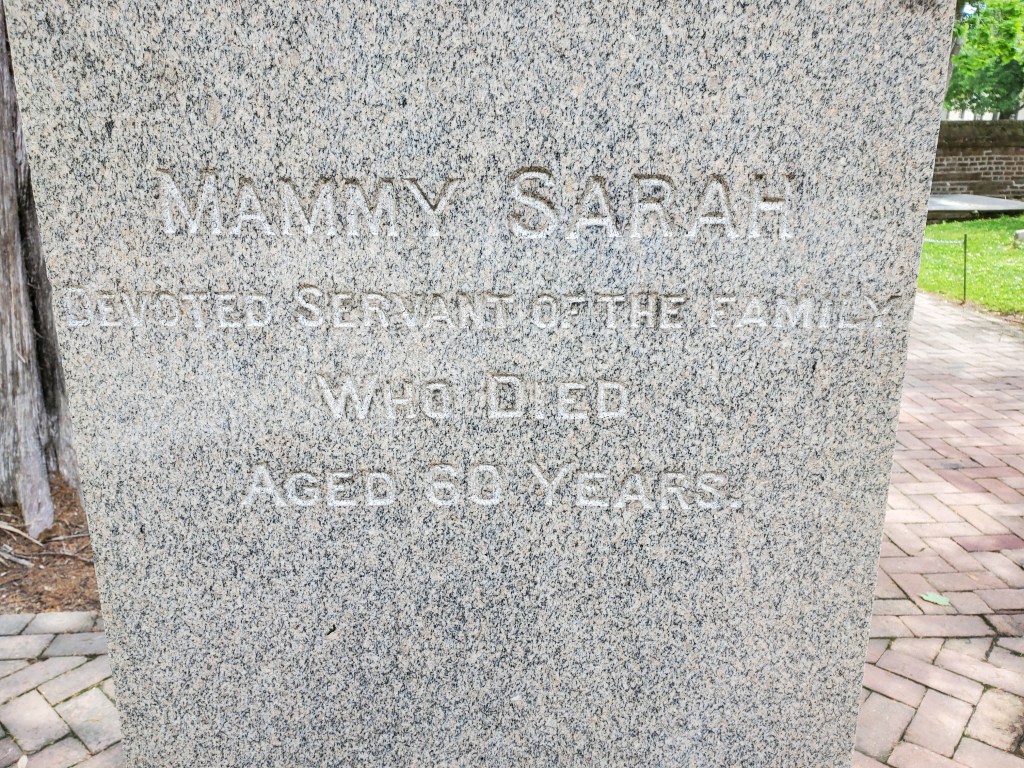 MAMMY SARAH
DEVOTED SERVANT OF THE FAMILY
WHO DIED
AGED 60 YEARS.